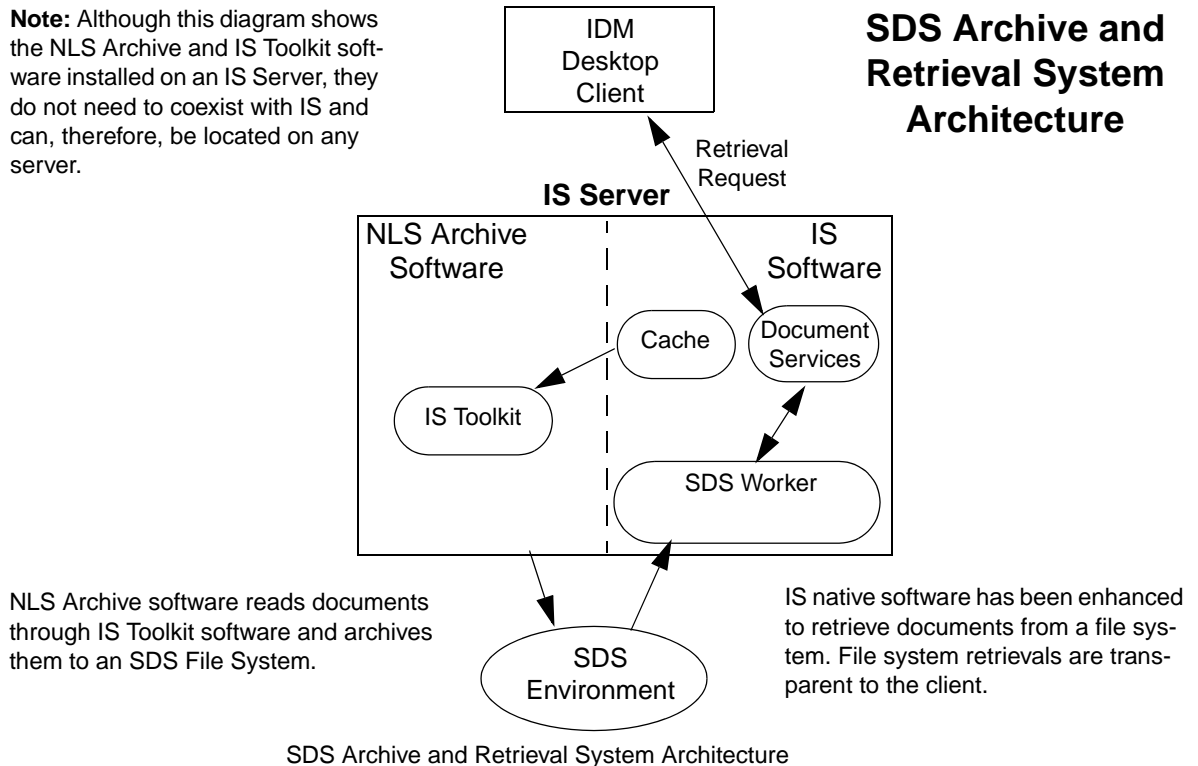 Note: Although this diagram shows
the NLS Archive and IS Toolkit soft-
ware installed on an IS Server, they
do not need to coexist with IS and
can, therefore, be located on any
server.
IDM
Desktop
Client
SDS Archive and
Retrieval System
Architecture
Retrieval
Request
IS Server
NLS Archive
Software
IS
Software
Cache
Document
Services
IS Toolkit
SDS Worker
NLS Archive software reads documents
through IS Toolkit software and archives
them to an SDS File System.
SDS
Environment
IS native software has been enhanced
to retrieve documents from a file sys-
tem. File system retrievals are trans-
parent to the client.
SDS Archive and Retrieval System Architecture